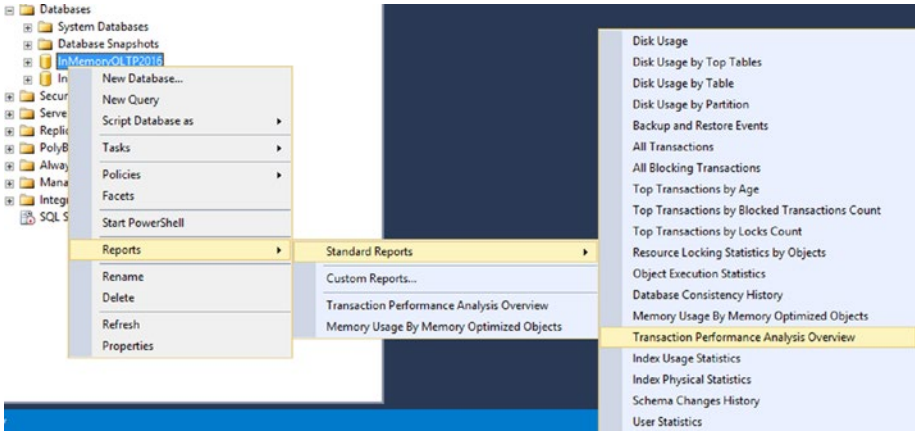 Databases
System Databases
Database Snapshots
InMemoryOLTP2016
In
Secur
Serve
Replic
PolyB
Alway
Mana
Integ
SQL S
New Database...
New Query
Script Database as
Tasks
Policies
Facets
Start PowerShell
Reports
Rename
Delete
Refresh
Properties
Standard Reports
Custom Reports...
Transaction Performance Analysis Overview
Memory Usage By Memory Optimized Objects
Disk Usage
Disk Usage by Top Tables
Disk Usage by Table
Disk Usage by Partition
Backup and Restore Events
All Transactions
All Blocking Transactions
Top Transactions by Age
Top Transactions by Blocked Transactions Count
Top Transactions by Locks Count
Resource Locking Statistics by Objects
Object Execution Statistics
Database Consistency History
Memory Usage By Memory Optimized Objects
Transaction Performance Analysis Overview
Index Usage Statistics
Index Physical Statistics
Schema Changes History
User Statistics